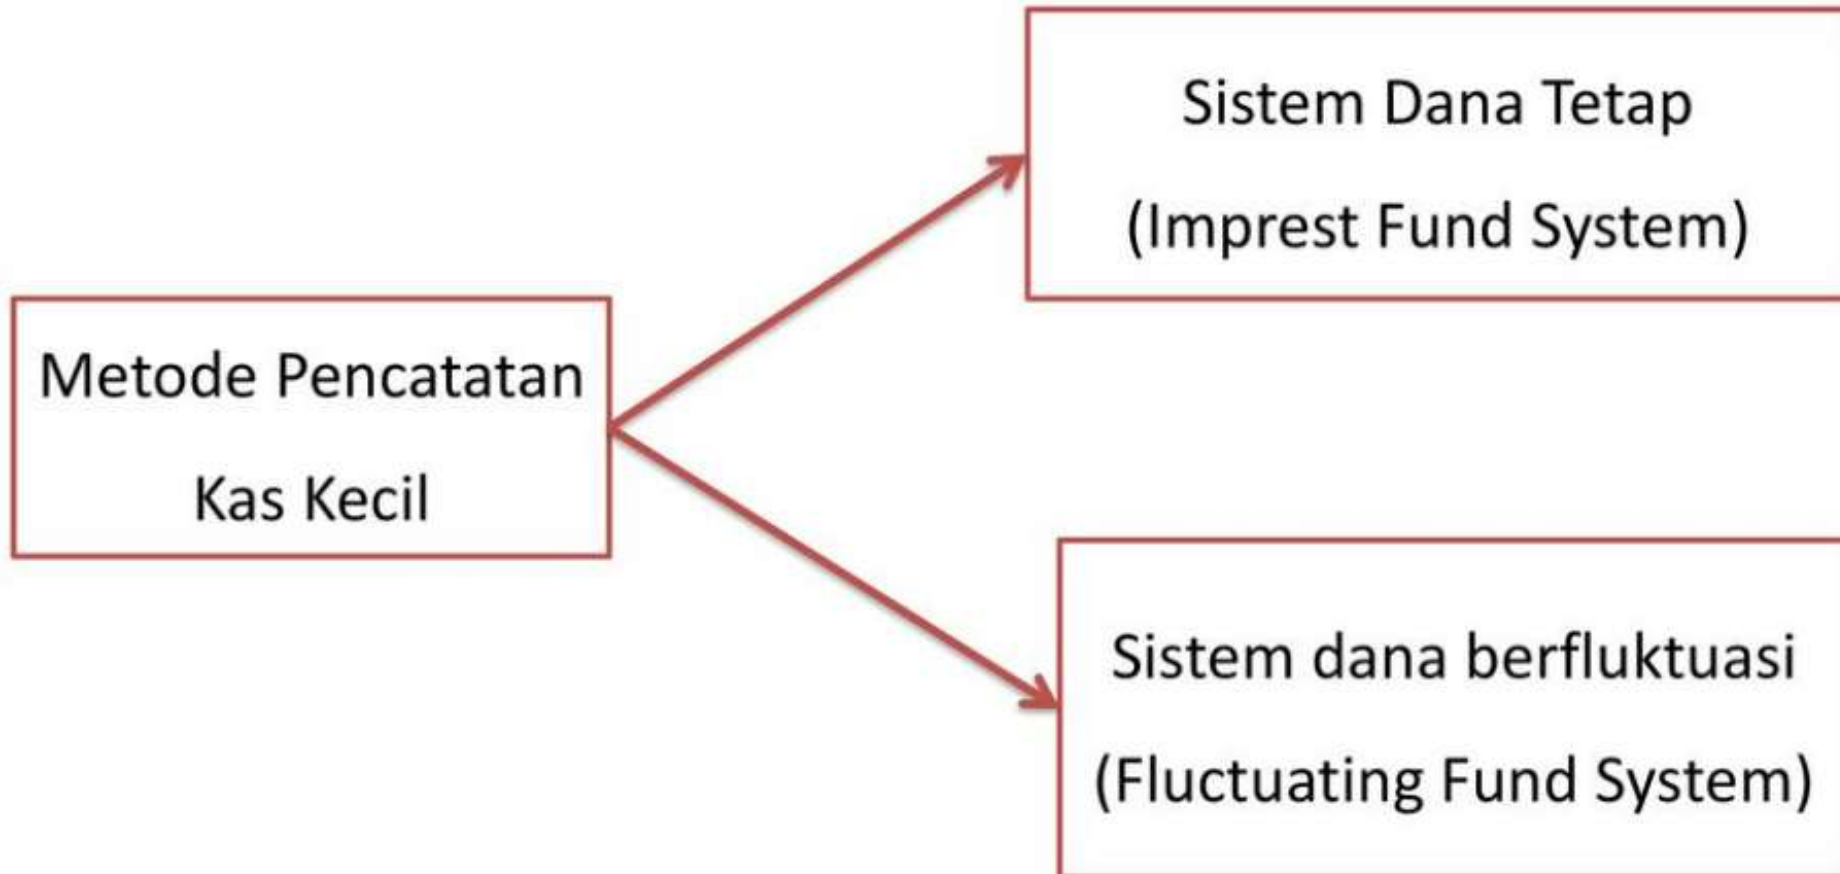 Metode Pencatatan
Kas Kecil
Sistem Dana Tetap
(Imprest Fund System)
Sistem dana berfluktuasi
(Fluctuating Fund System)